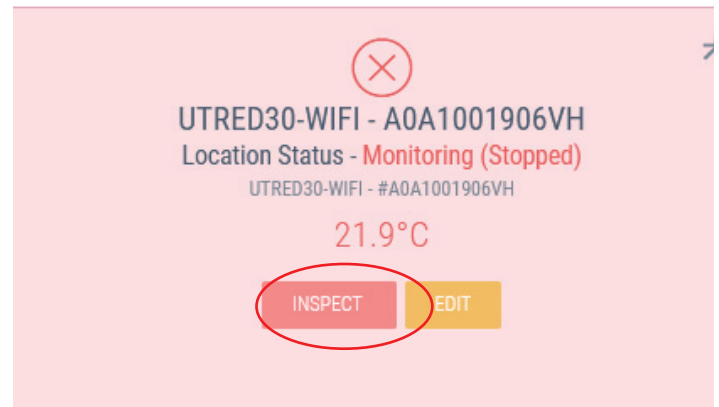 UTRED30-WIFI - A0A1001906VH
Location Status - Monitoring (Stopped)
UTRED30-WIFI - #A0A1001906VH
21.9°C
INSPECT
EDIT